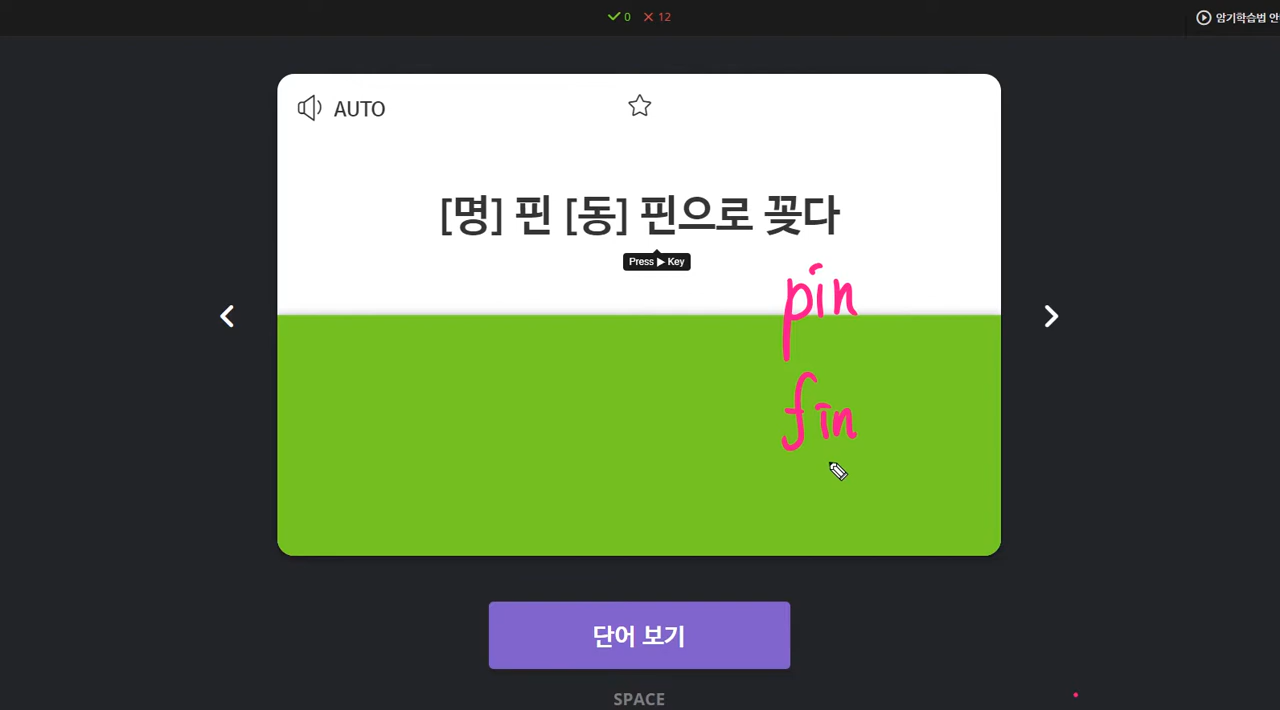 0 12
암기학습법 안
AUTO
[명] 핀 [동] 핀으로 꽂다
Press Key
pin
fin
단어 보기
SPACE